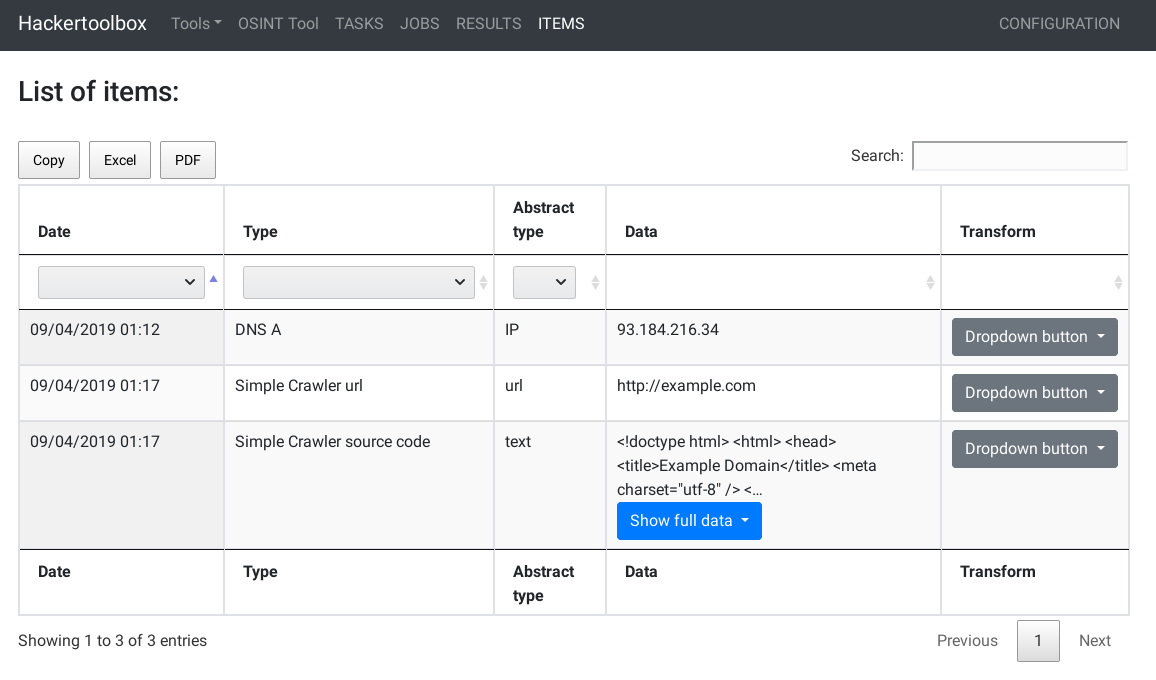 Hackertoolbox Tools OSINT Tool TASKS JOBS RESULTS ITEMS CONFIGURATION
List of items:
Copy Excel PDF Search:
Date Type Abstract type Data Transform
09/04/2019 01:12 DNS A IP 93.184.216.34 Dropdown button
09/04/2019 01:17 Simple Crawler url url http://example.com Dropdown button
09/04/2019 01:17 Simple Crawler source code text <!doctype html> <html> <head> Dropdown button
<title>Example Domain</title> <meta
charset="utf-8" /> <...
Show full data
Date Type Abstract type Data Transform
Showing 1 to 3 of 3 entries Previous 1 Next